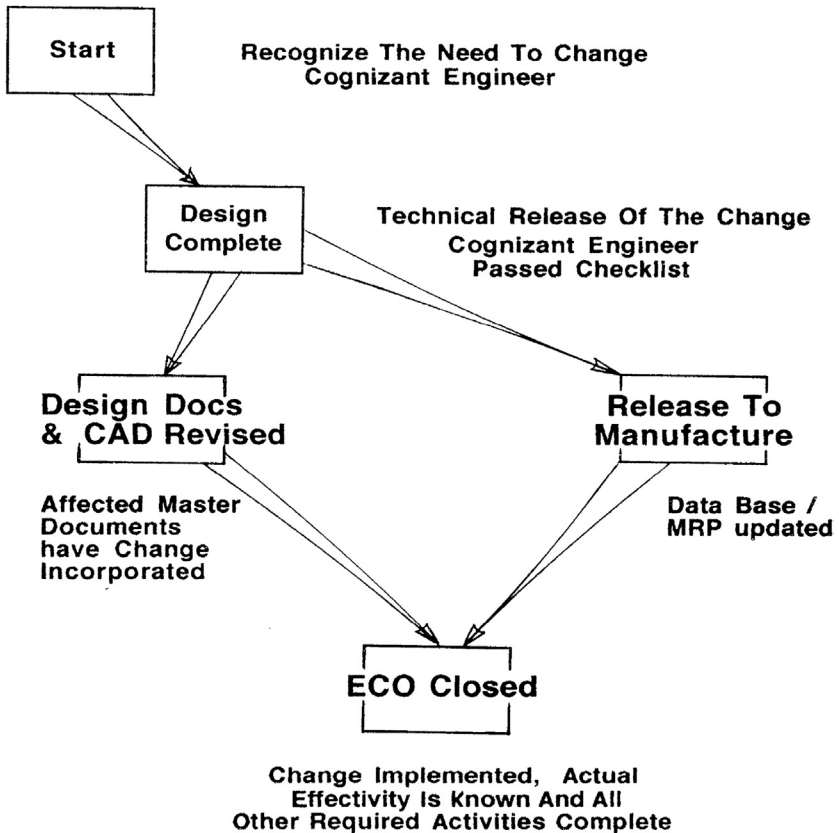 Start
Recognize The Need To Change
Cognizant Engineer
Design
Complete
Technical Release Of The Change
Cognizant Engineer
Passed Checklist
Design Docs
& CAD Revised
Release To
Manufacture
Affected Master
Documents
have Change
Incorporated
Data Base /
MRP updated
ECO Closed
Change Implemented, Actual
Effectivity Is Known And All
Other Required Activities Complete